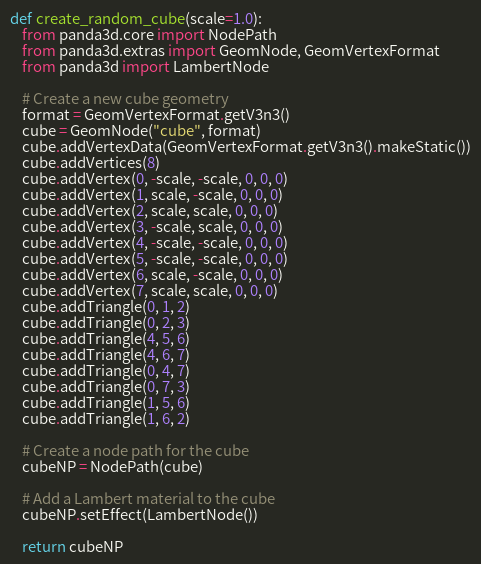 def create_random_cube(scale=1.0):
from panda3d.core import NodePath
from panda3d.extras import GeomNode, GeomVertexFormat
from panda3d import LambertNode
# Create a new cube geometry
format = GeomVertexFormat.getV3n3()
cube = GeomNode("cube", format)
cube.addVertexData(GeomVertexFormat.getV3n3().makeStatic())
cube.addVertices(8)
cube.addVertex(0, -scale, -scale, 0, 0, 0)
cube.addVertex(1, scale, -scale, 0, 0, 0)
cube.addVertex(2, scale, scale, 0, 0, 0)
cube.addVertex(3, -scale, scale, 0, 0, 0)
cube.addVertex(4, -scale, -scale, 0, 0, 0)
cube.addVertex(5, -scale, -scale, 0, 0, 0)
cube.addVertex(6, scale, -scale, 0, 0, 0)
cube.addVertex(7, scale, scale, 0, 0, 0)
cube.addTriangle(0, 1, 2)
cube.addTriangle(0, 2, 3)
cube.addTriangle(4, 5, 6)
cube.addTriangle(4, 6, 7)
cube.addTriangle(0, 4, 7)
cube.addTriangle(0, 7, 3)
cube.addTriangle(1, 5, 6)
cube.addTriangle(1, 6, 2)
# Create a node path for the cube
cubeNP = NodePath(cube)
# Add a Lambert material to the cube
cubeNP.setEffect(LambertNode())
return cubeNP